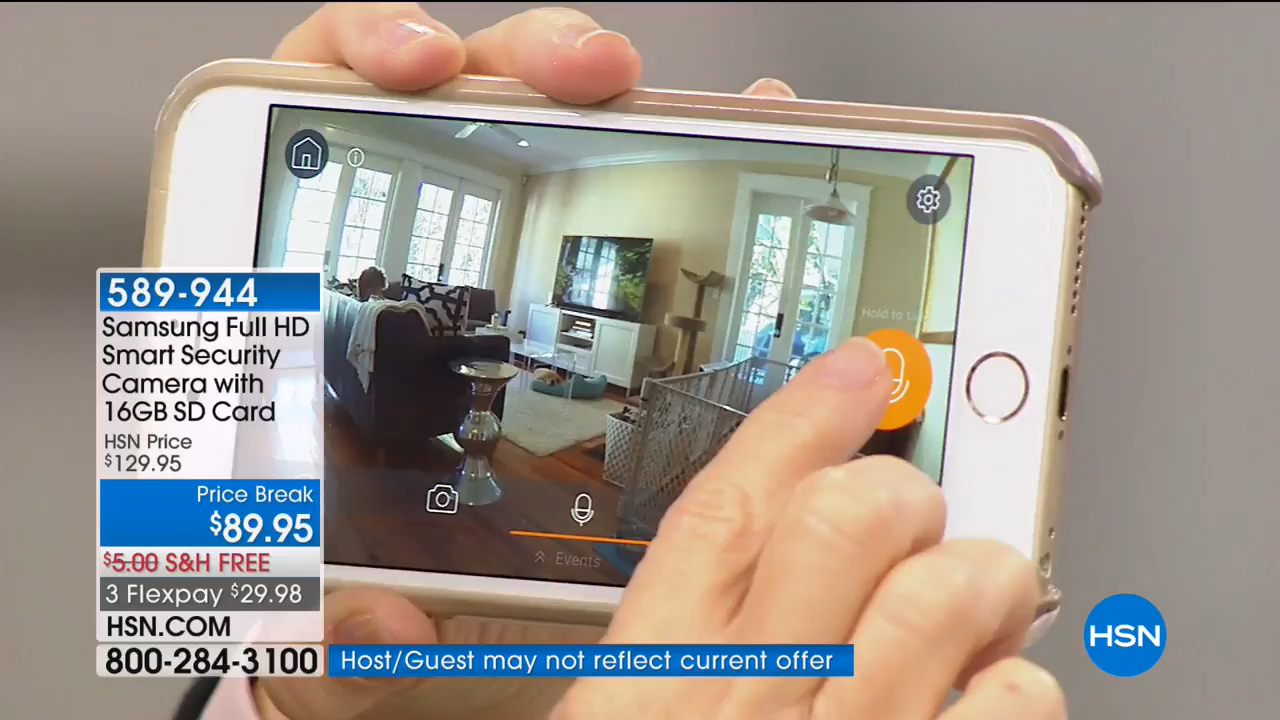 589-944
Samsung Full HD
Smart Security
Camera with
16GB SD Card
HSN Price
$129.95
Price Break
$89.95
$5.00 S&H FREE
3 Flexpay $29.98
HSN.COM
800-284-3100
Host/Guest may not reflect current offer
Hold to
Events
HSN